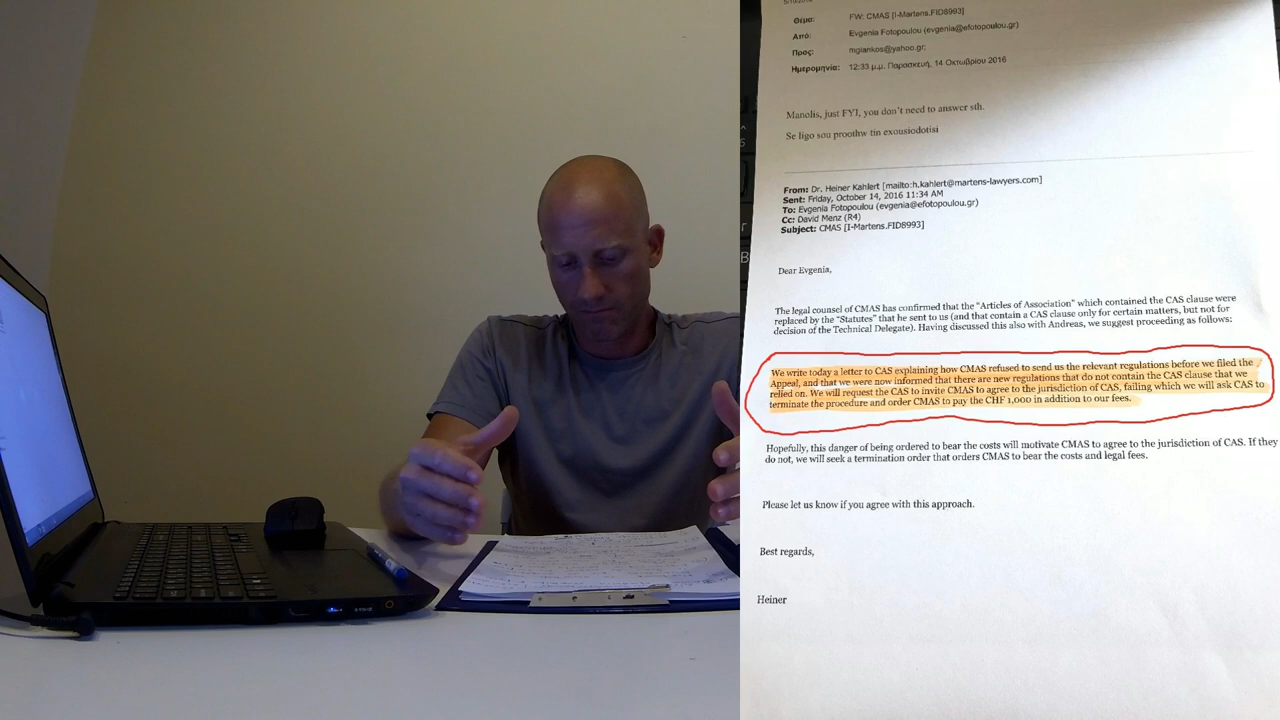 Θέμα: FW: CMAS [I-Martens.FID8993]
Από: Evgenia Fotopoulou (evgenia@efotopoulou.gr)
Προς: mgiankos@yahoo.gr;
Ημερομηνία: 12:33 μ.μ. Παρασκευή, 14 Οκτωβρίου 2016
Manolis, just FYI, you don't need to answer sth.
Se ligo sou proothw tin exousiodotisi
From: Dr. Heiner Kahlert [mailto:h.kahlert@martens-lawyers.com]
Sent: Friday, October 14, 2016 11:34 AM
To: Evgenia Fotopoulou (evgenia@efotopoulou.gr)
Cc: David Menz (R4)
Subject: CMAS [I-Martens.FID8993]
Dear Evgenia,
The legal counsel of CMAS has confirmed that the "Articles of Association" which contained the CAS clause were
replaced by the "Statutes" that he sent to us (and that contain a CAS clause only for certain matters, but not for
decision of the Technical Delegate). Having discussed this also with Andreas, we suggest proceeding as follows:
We write today a letter to CAS explaining how CMAS refused to send us the relevant regulations before we filed the
Appeal, and that we were now informed that there are new regulations that do not contain the CAS clause that we
relied on. We will request the CAS to invite CMAS to agree to the jurisdiction of CAS, failing which we will ask CAS to
terminate the procedure and order CMAS to pay the CHF 1,000 in addition to our fees.
Hopefully, this danger of being ordered to bear the costs will motivate CMAS to agree to the jurisdiction of CAS. If they
do not, we will seek a termination order that orders CMAS to bear the costs and legal fees.
Please let us know if you agree with this approach.
Best regards,
Heiner